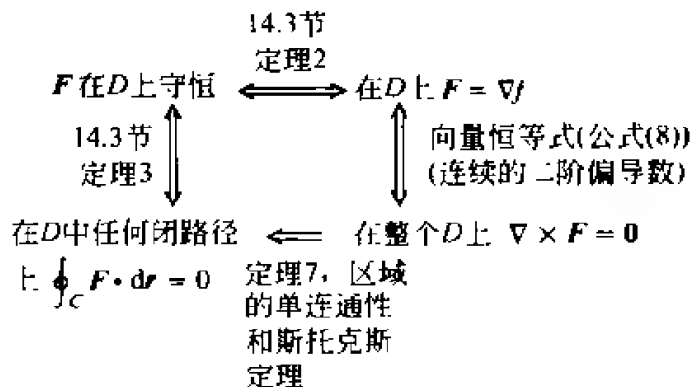 14.3节
定理2
F在D上守恒 ⟺ 在D上 F = ∇f
14.3节
定理3
向量恒等式(公式(8))
(连续的二阶偏导数)
在D中任何闭路径 ⟸ 在整个D上 ∇ × F = 0
上 ∮_C F · dr = 0
定理7，区域
的单连通性
和斯托克斯
定理